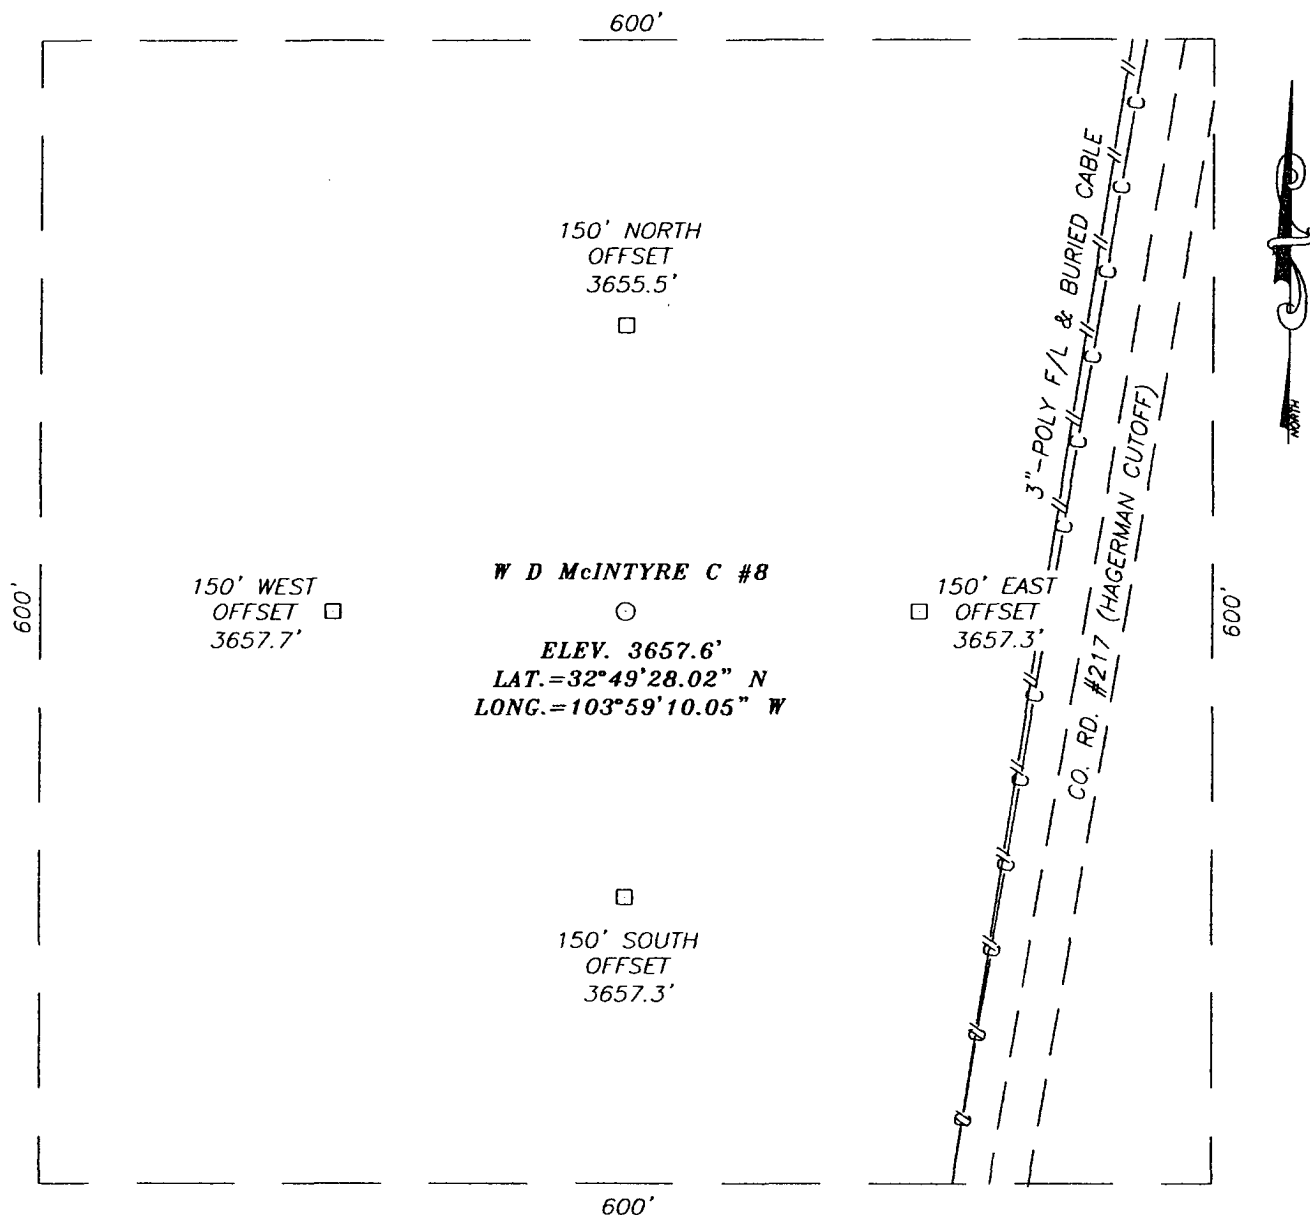 600'
150' NORTH
OFFSET
3655.5'
3"-POLY F/L & BURIED CABLE
NORTH
CO. RD. #217 (HAGERMAN CUTOFF)
600'
150' WEST
OFFSET
3657.7'
W D McINTYRE C #8
ELEV. 3657.6'
LAT.=32°49'28.02" N
LONG.=103°59'10.05" W
150' EAST
OFFSET
3657.3'
600'
150' SOUTH
OFFSET
3657.3'
600'